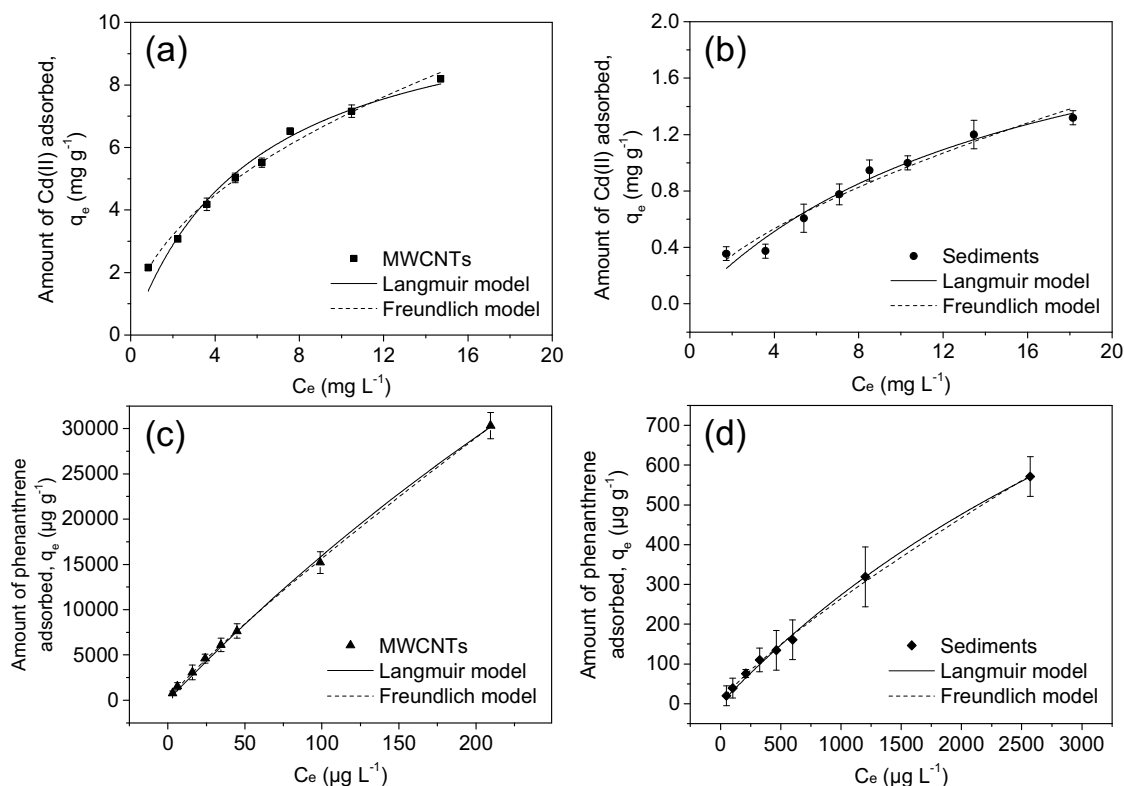 (a)
Amount of Cd(II) adsorbed,
qₑ (mg g⁻¹)
10
8
6
4
2
0
MWCNTs
Langmuir model
Freundlich model
0 4 8 12 16 20
Cₑ (mg L⁻¹)
(b)
Amount of Cd(II) adsorbed,
qₑ (mg g⁻¹)
2.0
1.6
1.2
0.8
0.4
0.0
Sediments
Langmuir model
Freundlich model
0 4 8 12 16 20
Cₑ (mg L⁻¹)
(c)
Amount of phenanthrene
adsorbed, qₑ (µg g⁻¹)
30000
25000
20000
15000
10000
5000
0
MWCNTs
Langmuir model
Freundlich model
0 50 100 150 200
Cₑ (µg L⁻¹)
(d)
Amount of phenanthrene
adsorbed, qₑ (µg g⁻¹)
700
600
500
400
300
200
100
0
Sediments
Langmuir model
Freundlich model
0 500 1000 1500 2000 2500 3000
Cₑ (µg L⁻¹)